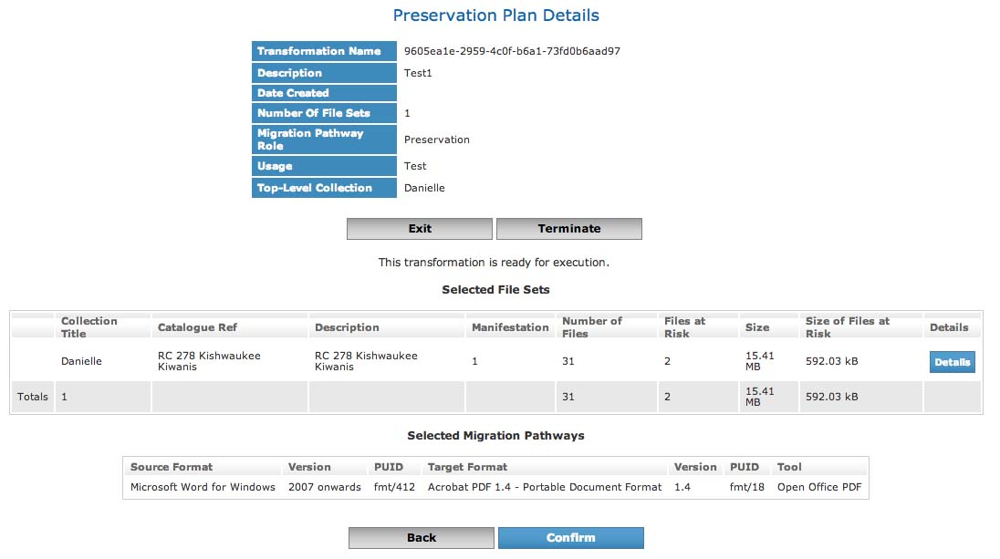 Preservation Plan Details
Transformation Name 9605ea1e-2959-4c0f-b6a1-73fd0b6aad97
Description Test1
Date Created
Number Of File Sets 1
Migration Pathway
Role Preservation
Usage Test
Top-Level Collection Danielle
Exit Terminate
This transformation is ready for execution.
Selected File Sets
Collection Title Catalogue Ref Description Manifestation Number of Files Files at Risk Size Size of Files at Risk Details
Danielle RC 278 Kishwaukee Kiwanis RC 278 Kishwaukee Kiwanis 1 31 2 15.41 MB 592.03 kB Details
Totals 1 31 2 15.41 MB 592.03 kB
Selected Migration Pathways
Source Format Version PUID Target Format Version PUID Tool
Microsoft Word for Windows 2007 onwards fmt/412 Acrobat PDF 1.4 - Portable Document Format 1.4 fmt/18 Open Office PDF
Back Confirm